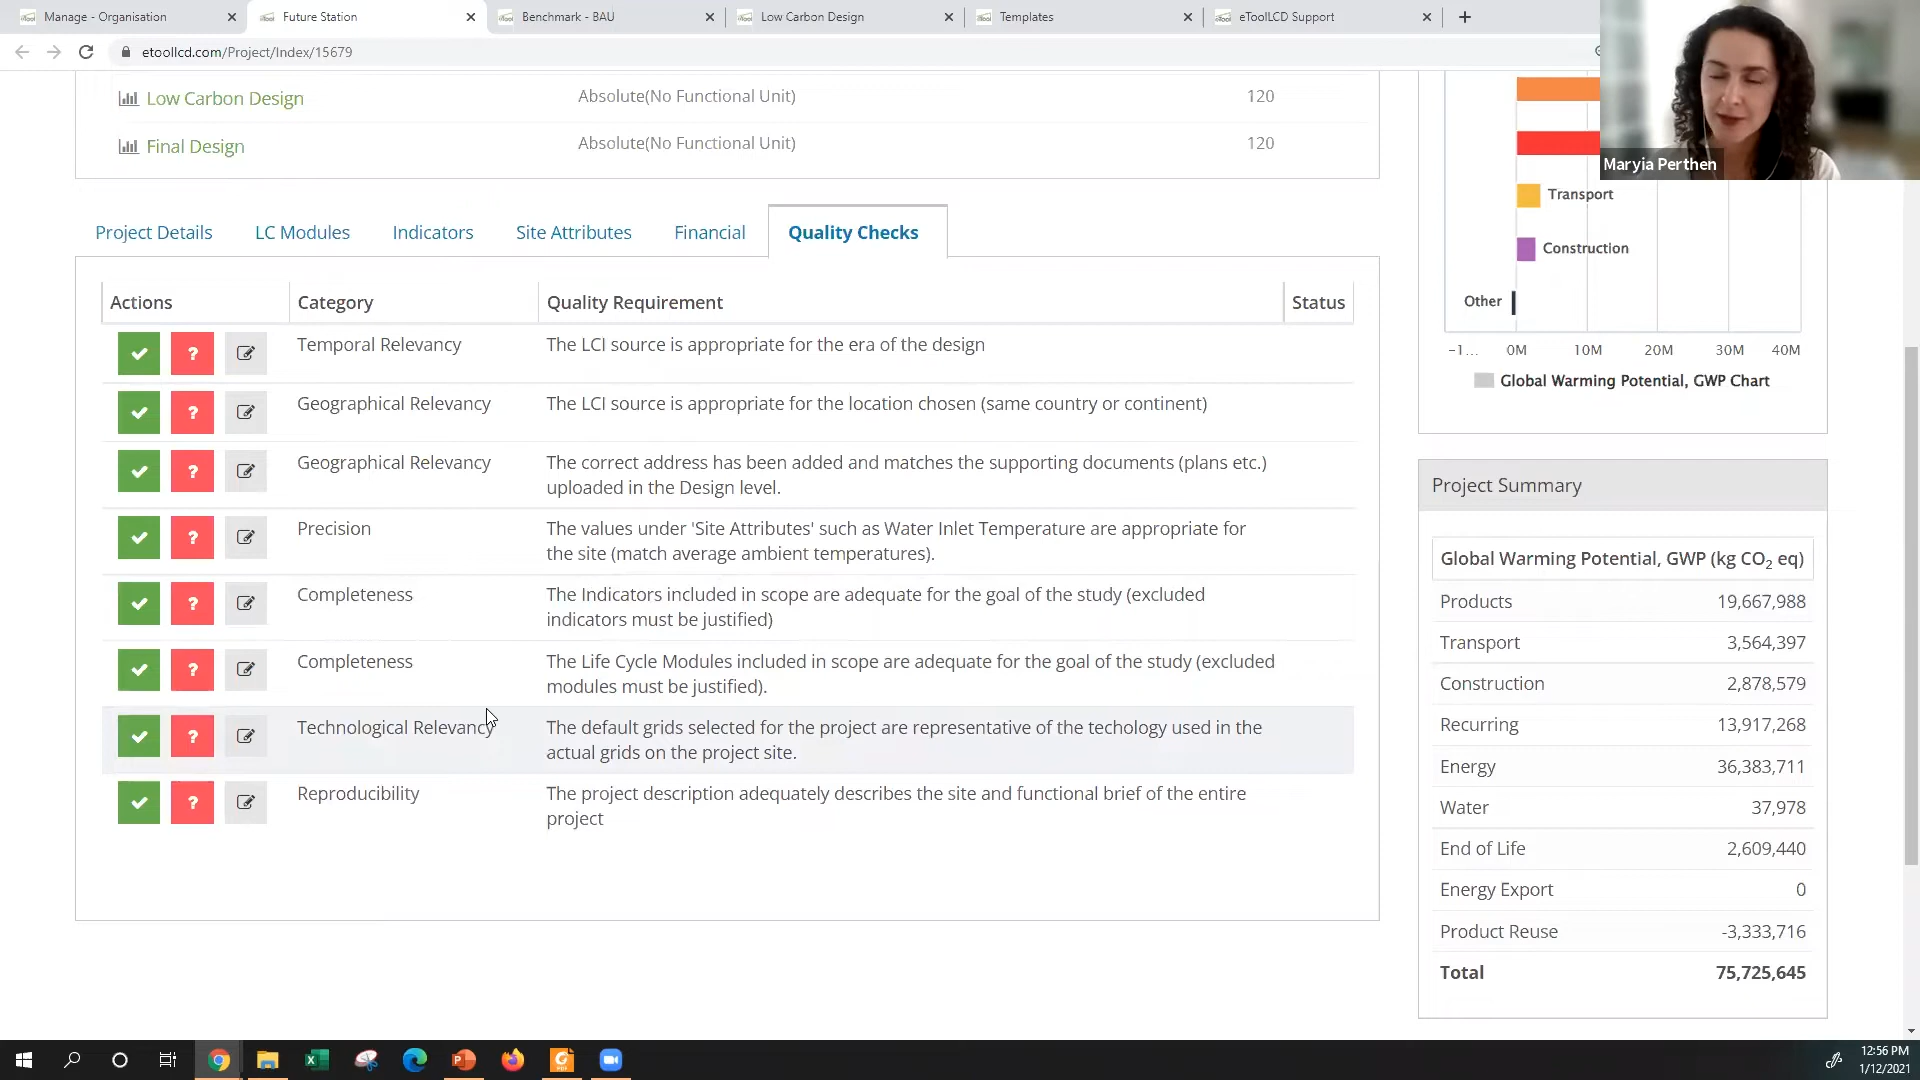 Manage - Organisation
Future Station
Benchmark - BAU
Low Carbon Design
Templates
eToolLCD Support
etoollcd.com/Project/Index/15679
Low Carbon Design Absolute(No Functional Unit) 120
Final Design Absolute(No Functional Unit) 120
Project Details LC Modules Indicators Site Attributes Financial Quality Checks
Actions Category Quality Requirement Status
? Temporal Relevancy The LCI source is appropriate for the era of the design
? Geographical Relevancy The LCI source is appropriate for the location chosen (same country or continent)
? Geographical Relevancy The correct address has been added and matches the supporting documents (plans etc.)
uploaded in the Design level.
? Precision The values under 'Site Attributes' such as Water Inlet Temperature are appropriate for
the site (match average ambient temperatures).
? Completeness The Indicators included in scope are adequate for the goal of the study (excluded
indicators must be justified)
? Completeness The Life Cycle Modules included in scope are adequate for the goal of the study (excluded
modules must be justified).
? Technological Relevancy The default grids selected for the project are representative of the techology used in the
actual grids on the project site.
? Reproducibility The project description adequately describes the site and functional brief of the entire
project
Maryia Perthen
Transport
Construction
Other
-1... 0M 10M 20M 30M 40M
Global Warming Potential, GWP Chart
Project Summary
Global Warming Potential, GWP (kg CO2 eq)
Products 19,667,988
Transport 3,564,397
Construction 2,878,579
Recurring 13,917,268
Energy 36,383,711
Water 37,978
End of Life 2,609,440
Energy Export 0
Product Reuse -3,333,716
Total 75,725,645
12:56 PM
1/12/2021